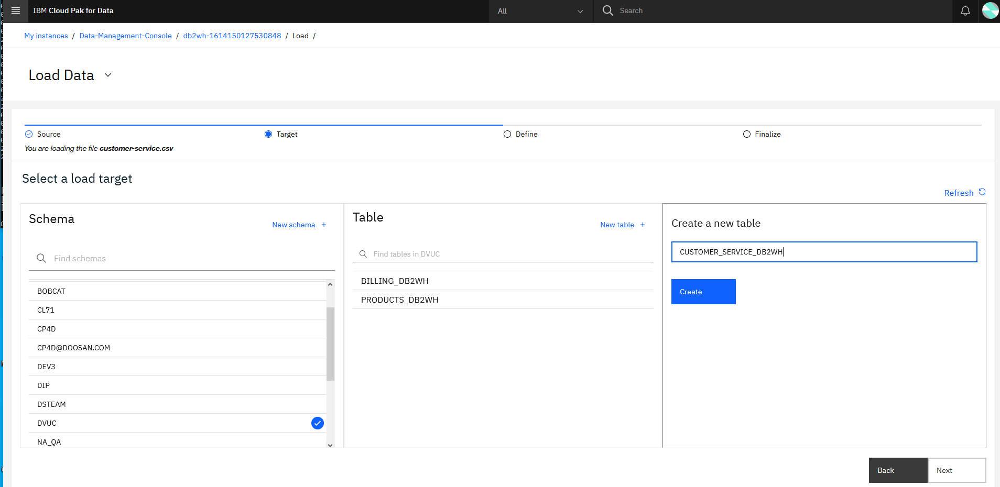 IBM Cloud Pak for Data
All
Search
My instances / Data-Management-Console / db2wh-1614150127530848 / Load /
Load Data
Source
Target
Define
Finalize
You are loading the file customer-service.csv
Select a load target
Refresh
Schema
New schema +
Find schemas
BOBCAT
CL71
CP4D
CP4D@DOOSAN.COM
DEV3
DIP
DSTEAM
DVUC
NA_QA
Table
New table +
Find tables in DVUC
BILLING_DB2WH
PRODUCTS_DB2WH
Create a new table
CUSTOMER_SERVICE_DB2WH
Create
Back
Next